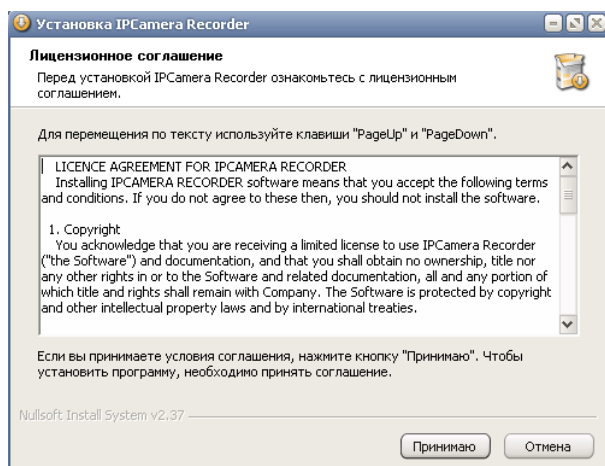 Установка IPCamera Recorder
Лицензионное соглашение
Перед установкой IPCamera Recorder ознакомьтесь с лицензионным
соглашением.
Для перемещения по тексту используйте клавиши "PageUp" и "PageDown".
LICENCE AGREEMENT FOR IPCAMERA RECORDER
Installing IPCAMERA RECORDER software means that you accept the following terms
and conditions. If you do not agree to these then, you should not install the software.
1. Copyright
You acknowledge that you are receiving a limited license to use IPCamera Recorder
("the Software") and documentation, and that you shall obtain no ownership, title nor
any other rights in or to the Software and related documentation, all and any portion of
which title and rights shall remain with Company. The Software is protected by copyright
and other intellectual property laws and by international treaties.
Если вы принимаете условия соглашения, нажмите кнопку "Принимаю". Чтобы
установить программу, необходимо принять соглашение.
Nullsoft Install System v2.37
Принимаю Отмена